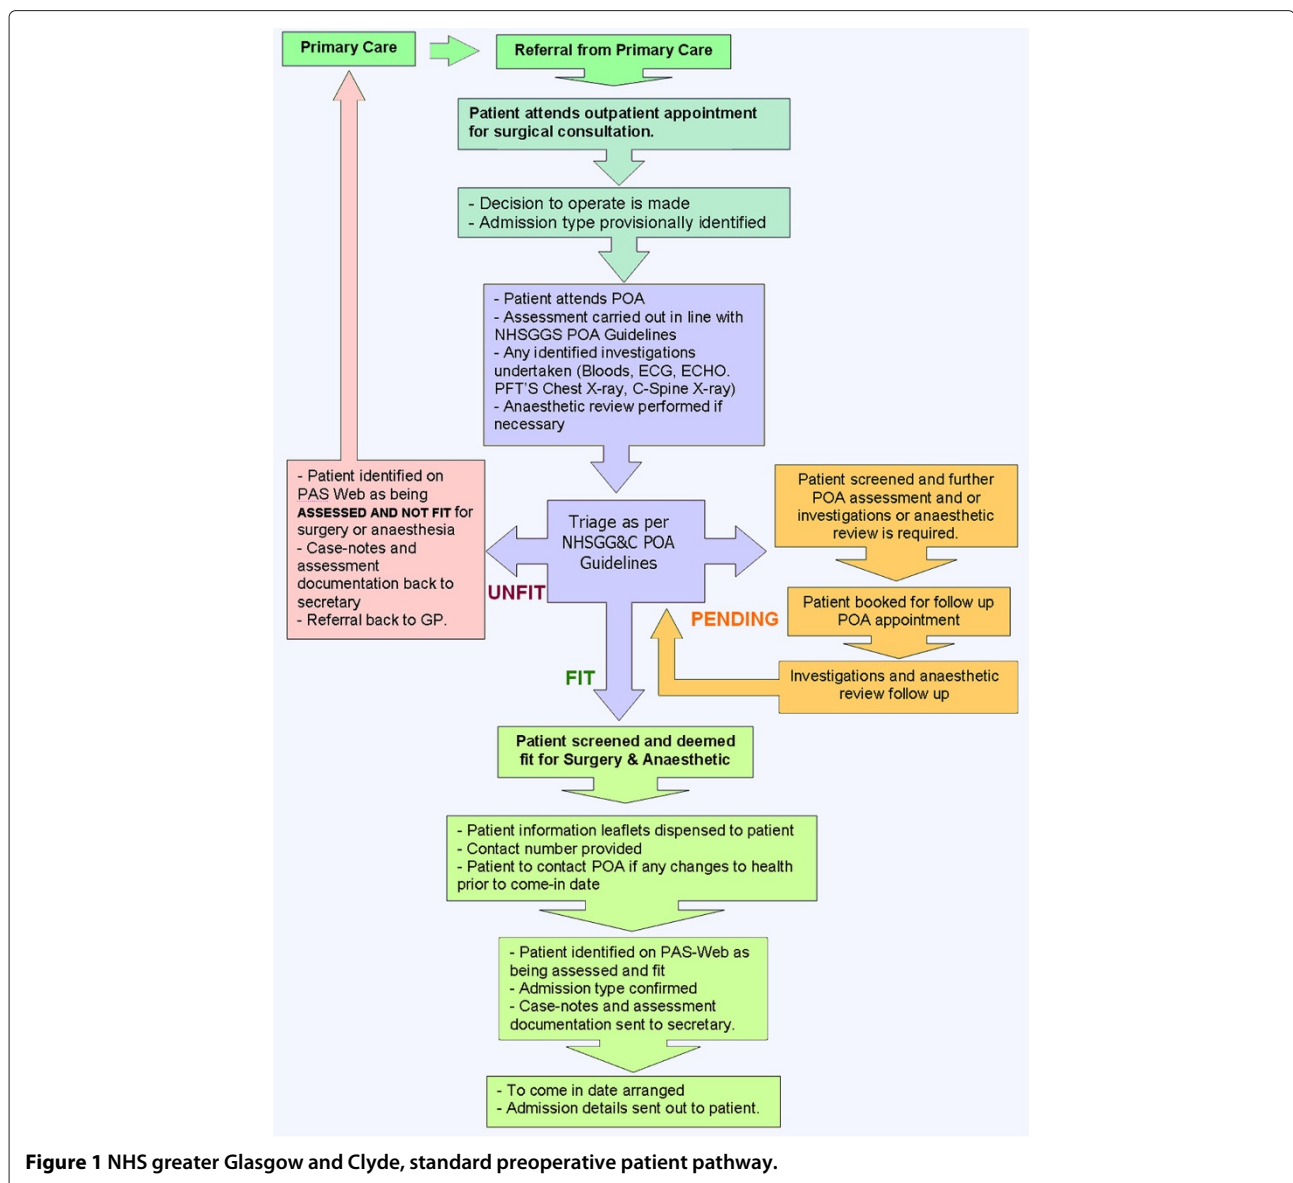 Primary Care
Referral from Primary Care
Patient attends outpatient appointment
for surgical consultation.
- Decision to operate is made
- Admission type provisionally identified
- Patient attends POA
- Assessment carried out in line with
NHSGGS POA Guidelines
- Any identified investigations
undertaken (Bloods, ECG, ECHO.
PFT'S Chest X-ray, C-Spine X-ray)
- Anaesthetic review performed if
necessary
- Patient identified on
PAS Web as being
ASSESSED AND NOT FIT for
surgery or anaesthesia
- Case-notes and
assessment
documentation back to
secretary
- Referral back to GP.
Triage as per
NHSGG&C POA
Guidelines
UNFIT
PENDING
FIT
Patient screened and further
POA assessment and or
investigations or anaesthetic
review is required.
Patient booked for follow up
POA appointment
Investigations and anaesthetic
review follow up
Patient screened and deemed
fit for Surgery & Anaesthetic
- Patient information leaflets dispensed to patient
- Contact number provided
- Patient to contact POA if any changes to health
prior to come-in date
- Patient identified on PAS-Web as
being assessed and fit
- Admission type confirmed
- Case-notes and assessment
documentation sent to secretary.
- To come in date arranged
- Admission details sent out to patient.
Figure 1 NHS greater Glasgow and Clyde, standard preoperative patient pathway.